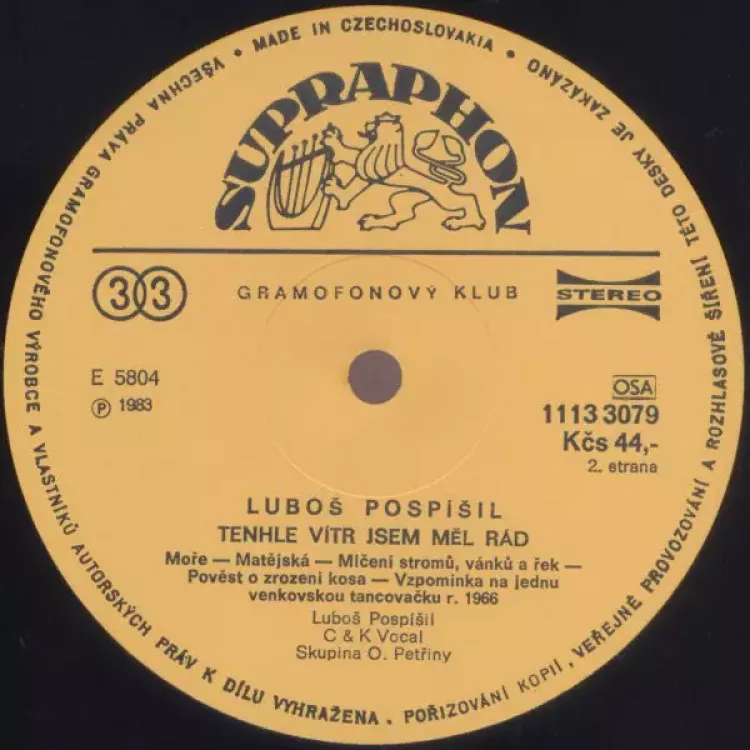 VŠECHNA PRÁVA GRAMOFONOVÉHO VÝROBCE A VLASTNÍKŮ AUTORSKÝCH PRÁV K DÍLU VYHRAŽENA. POŘIZOVÁNÍ KOPIÍ, VEŘEJNÉ PROVOZOVÁNÍ A ROZHLASOVÉ ŠÍŘENÍ TÉTO DESKY JE ZAKÁZÁNO • MADE IN CZECHOSLOVAKIA •
SUPRAPHON
33
GRAMOFONOVÝ KLUB
STEREO
E 5804
Ⓟ 1983
OSA
1113 3079
Kčs 44,-
2. strana
LUBOŠ POSPÍŠIL
TENHLE VÍTR JSEM MĚL RÁD
Moře — Matějská — Mlčení stromů, vánků a řek —
Pověst o zrození kosa — Vzpomínka na jednu
venkovskou tancovačku r. 1966
Luboš Pospíšil
C & K Vocal
Skupina O. Petřiny